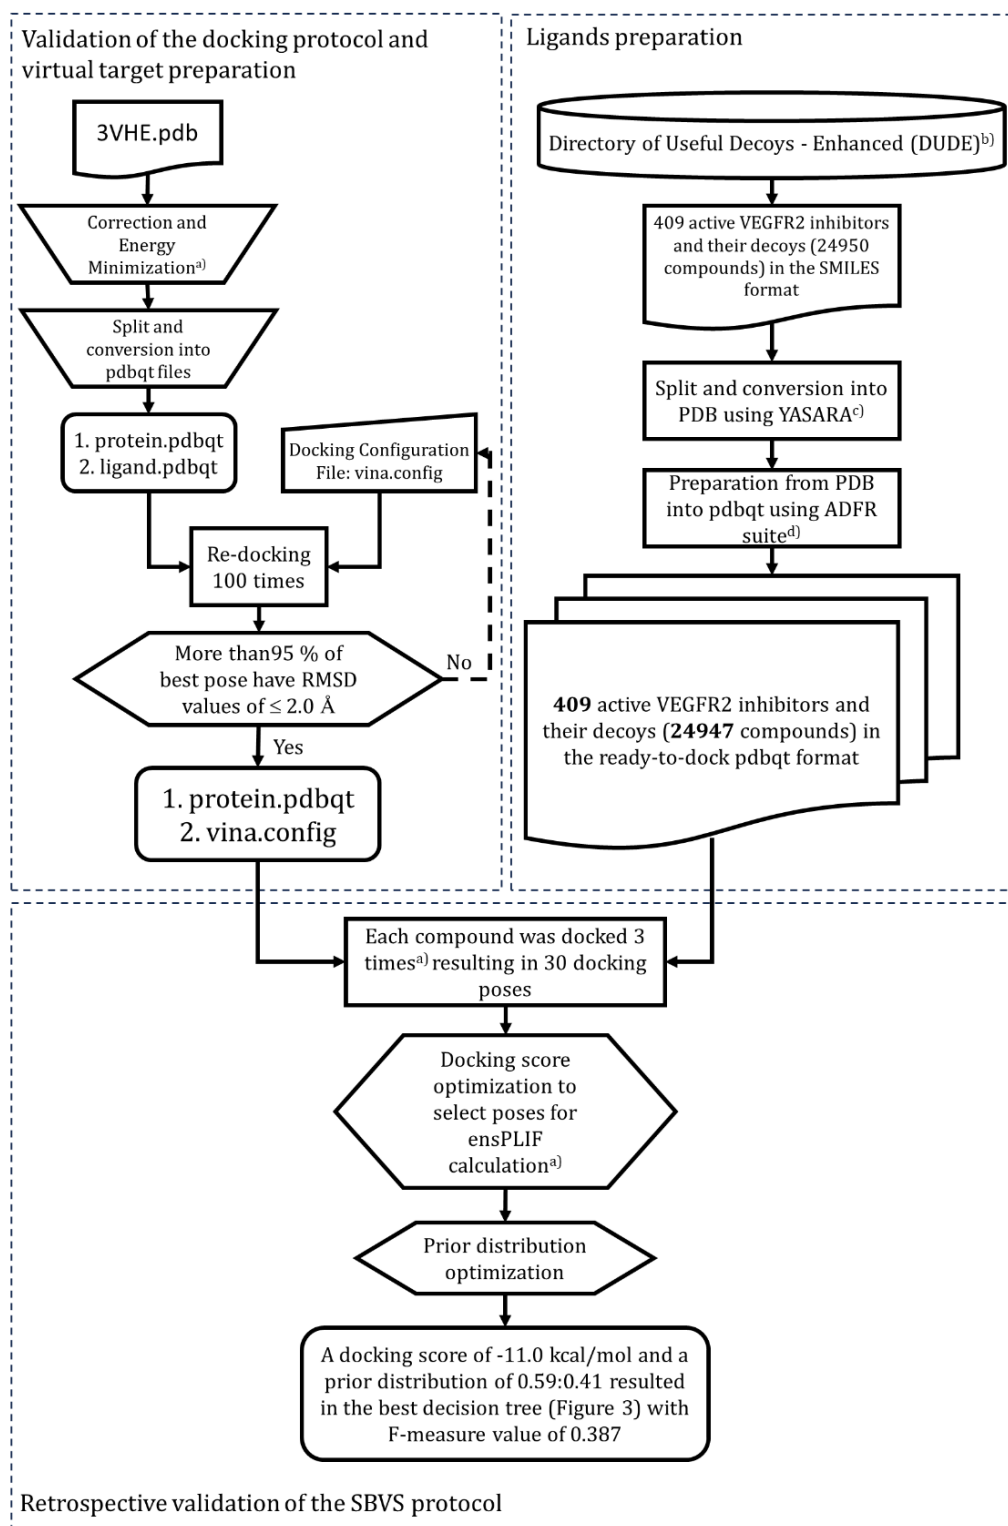 Validation of the docking protocol and
virtual target preparation
3VHE.pdb
Correction and
Energy
Minimizationᵃ⁾
Split and
conversion into
pdbqt files
1. protein.pdbqt
2. ligand.pdbqt
Docking Configuration
File: vina.config
Re-docking
100 times
More than95 % of
best pose have RMSD
values of ≤ 2.0 Å
No
Yes
1. protein.pdbqt
2. vina.config
Ligands preparation
Directory of Useful Decoys - Enhanced (DUDE)ᵇ⁾
409 active VEGFR2 inhibitors
and their decoys (24950
compounds) in the SMILES
format
Split and conversion into
PDB using YASARAᶜ⁾
Preparation from PDB
into pdbqt using ADFR
suiteᵈ⁾
409 active VEGFR2 inhibitors and
their decoys (24947 compounds) in
the ready-to-dock pdbqt format
Each compound was docked 3
timesᵃ⁾ resulting in 30 docking
poses
Docking score
optimization to
select poses for
ensPLIF
calculationᵃ⁾
Prior distribution
optimization
A docking score of -11.0 kcal/mol and a
prior distribution of 0.59:0.41 resulted
in the best decision tree (Figure 3) with
F-measure value of 0.387
Retrospective validation of the SBVS protocol